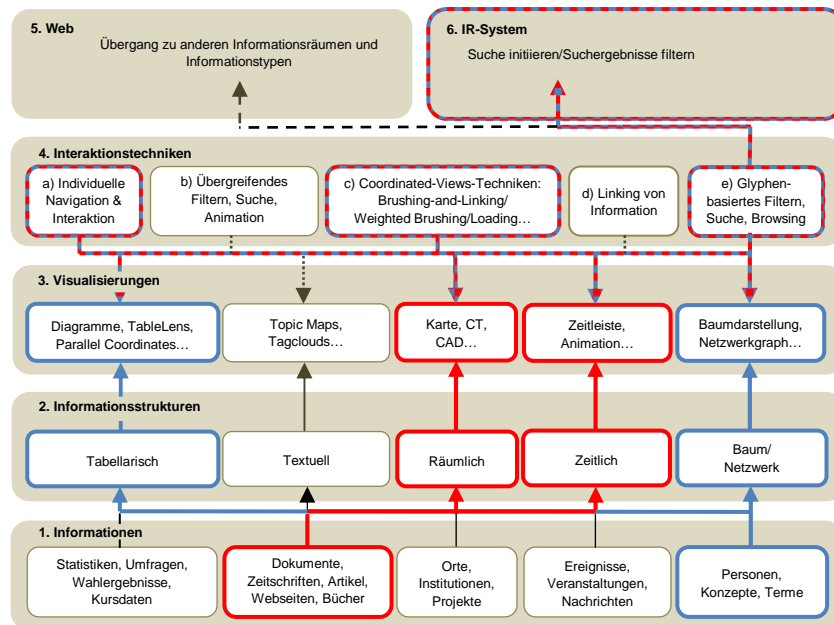 5. Web
Übergang zu anderen Informationsräumen und
Informationstypen
6. IR-System
Suche initiieren/Suchergebnisse filtern
4. Interaktionstechniken
a) Individuelle
Navigation &
Interaktion
b) Übergreifendes
Filtern, Suche,
Animation
c) Coordinated-Views-Techniken:
Brushing-and-Linking/
Weighted Brushing/Loading…
d) Linking von
Information
e) Glyphen-
basiertes Filtern,
Suche, Browsing
3. Visualisierungen
Diagramme, TableLens,
Parallel Coordinates…
Topic Maps,
Tagclouds…
Karte, CT,
CAD…
Zeitleiste,
Animation…
Baumdarstellung,
Netzwerkgraph…
2. Informationsstrukturen
Tabellarisch
Textuell
Räumlich
Zeitlich
Baum/
Netzwerk
1. Informationen
Statistiken, Umfragen,
Wahlergebnisse,
Kursdaten
Dokumente,
Zeitschriften, Artikel,
Webseiten, Bücher
Orte,
Institutionen,
Projekte
Ereignisse,
Veranstaltungen,
Nachrichten
Personen,
Konzepte, Terme